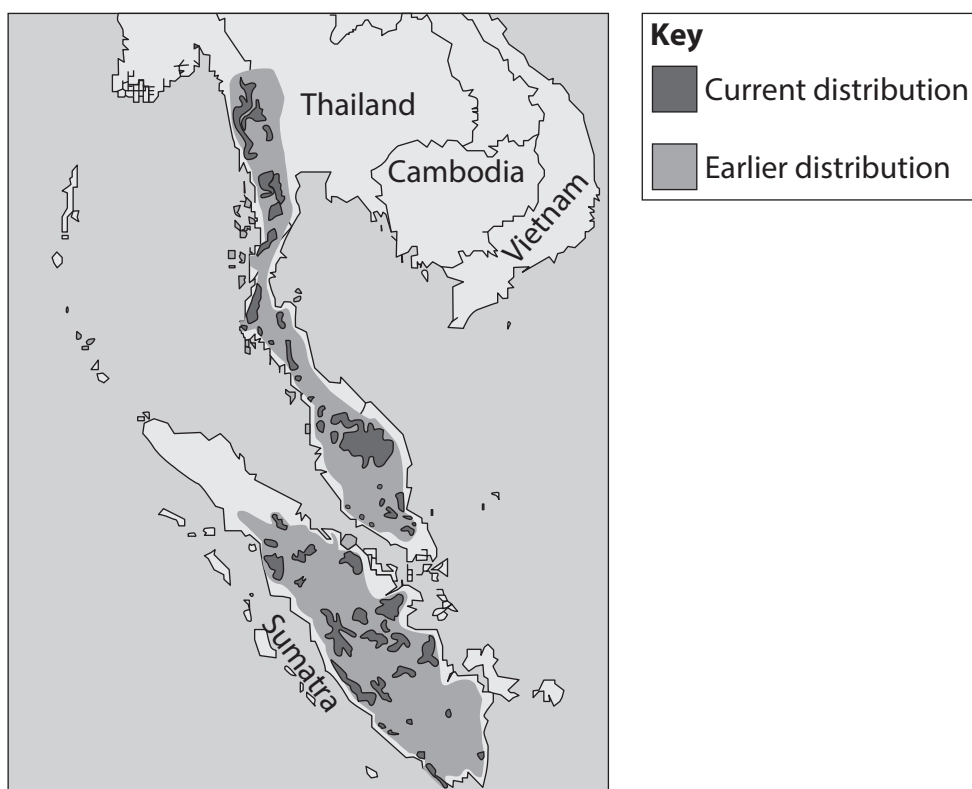 Thailand
Cambodia
Vietnam
Sumatra
Key
Current distribution
Earlier distribution